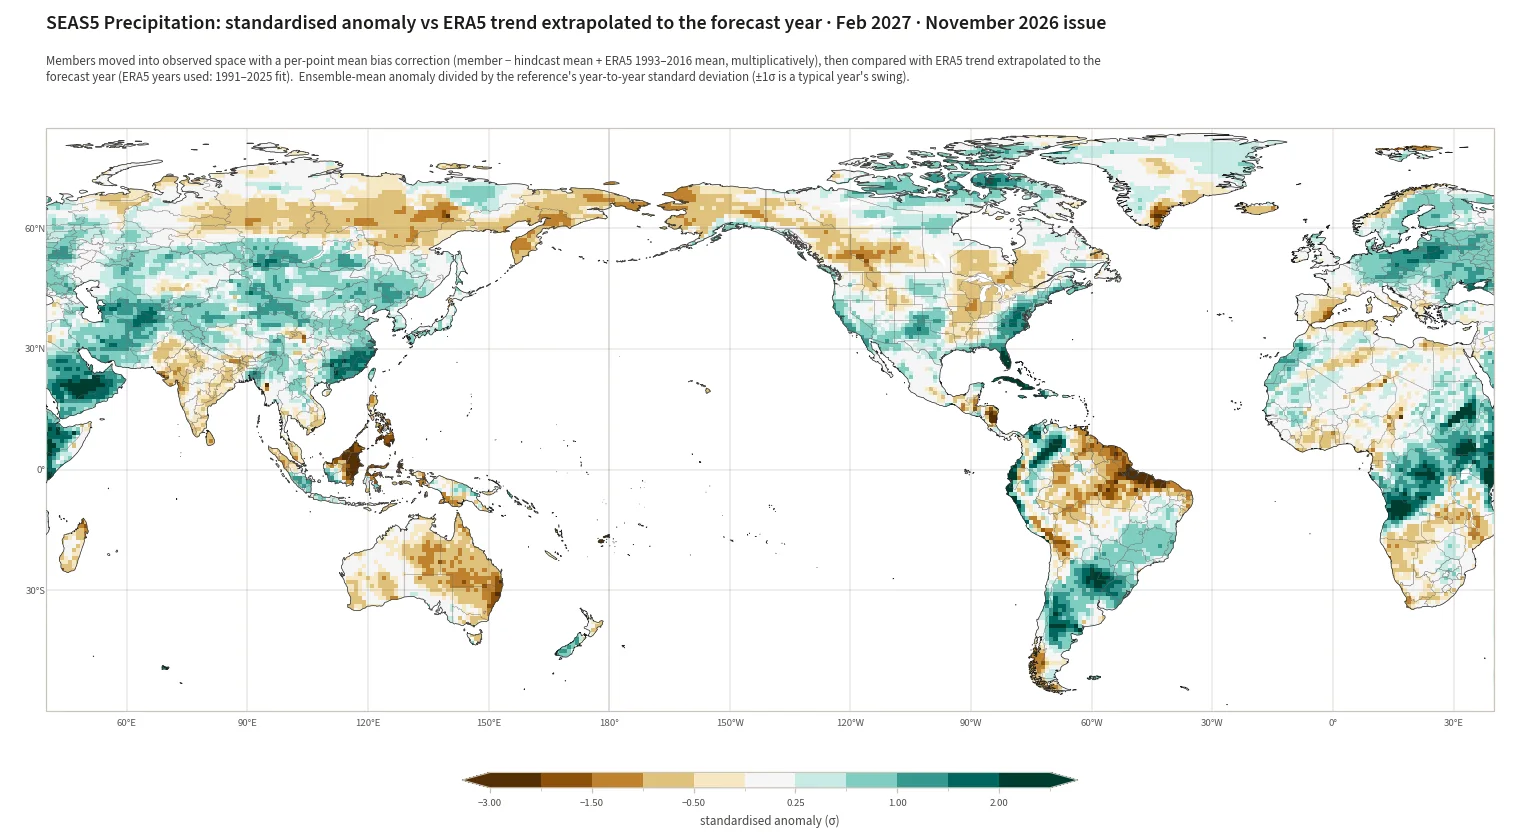 SEAS5 Precipitation: standardised anomaly vs ERA5 trend extrapolated to the forecast year · Feb 2027 · November 2026 issue
Members moved into observed space with a per-point mean bias correction (member − hindcast mean + ERA5 1993–2016 mean, multiplicatively), then compared with ERA5 trend extrapolated to the
forecast year (ERA5 years used: 1991–2025 fit). Ensemble-mean anomaly divided by the reference's year-to-year standard deviation (±1σ is a typical year's swing).
60°N
30°N
0°
30°S
60°E 90°E 120°E 150°E 180° 150°W 120°W 90°W 60°W 30°W 0° 30°E
−3.00 −1.50 −0.50 0.25 1.00 2.00
standardised anomaly (σ)